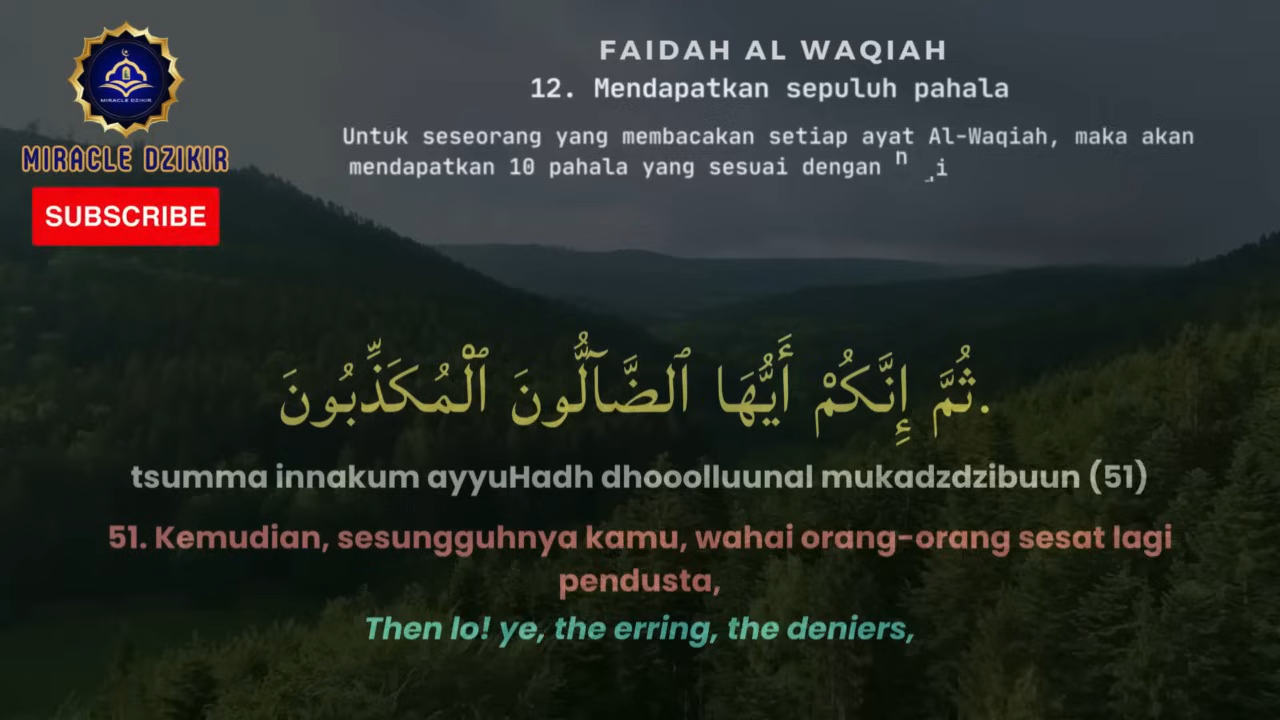 FAIDAH AL WAQIAH
12. Mendapatkan sepuluh pahala
Untuk seseorang yang membacakan setiap ayat Al-Waqiah, maka akan
mendapatkan 10 pahala yang sesuai dengan
MIRACLE DZIKIR
MIRACLE DZIKIR
SUBSCRIBE
ثُمَّ إِنَّكُمْ أَيُّهَا ٱلضَّآلُّونَ ٱلْمُكَذِّبُونَ.
tsumma innakum ayyuHadh dhooolluunal mukadzdzibuun (51)
51. Kemudian, sesungguhnya kamu, wahai orang-orang sesat lagi
pendusta,
Then lo! ye, the erring, the deniers,